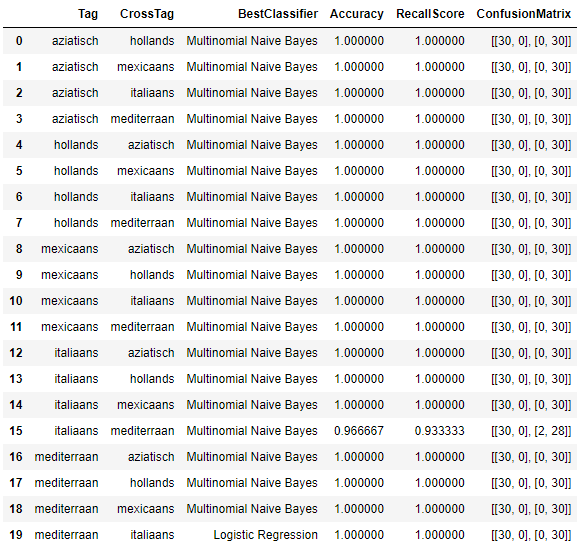 Tag CrossTag BestClassifier Accuracy RecallScore ConfusionMatrix
0 aziatisch hollands Multinomial Naive Bayes 1.000000 1.000000 [[30, 0], [0, 30]]
1 aziatisch mexicaans Multinomial Naive Bayes 1.000000 1.000000 [[30, 0], [0, 30]]
2 aziatisch italiaans Multinomial Naive Bayes 1.000000 1.000000 [[30, 0], [0, 30]]
3 aziatisch mediterraan Multinomial Naive Bayes 1.000000 1.000000 [[30, 0], [0, 30]]
4 hollands aziatisch Multinomial Naive Bayes 1.000000 1.000000 [[30, 0], [0, 30]]
5 hollands mexicaans Multinomial Naive Bayes 1.000000 1.000000 [[30, 0], [0, 30]]
6 hollands italiaans Multinomial Naive Bayes 1.000000 1.000000 [[30, 0], [0, 30]]
7 hollands mediterraan Multinomial Naive Bayes 1.000000 1.000000 [[30, 0], [0, 30]]
8 mexicaans aziatisch Multinomial Naive Bayes 1.000000 1.000000 [[30, 0], [0, 30]]
9 mexicaans hollands Multinomial Naive Bayes 1.000000 1.000000 [[30, 0], [0, 30]]
10 mexicaans italiaans Multinomial Naive Bayes 1.000000 1.000000 [[30, 0], [0, 30]]
11 mexicaans mediterraan Multinomial Naive Bayes 1.000000 1.000000 [[30, 0], [0, 30]]
12 italiaans aziatisch Multinomial Naive Bayes 1.000000 1.000000 [[30, 0], [0, 30]]
13 italiaans hollands Multinomial Naive Bayes 1.000000 1.000000 [[30, 0], [0, 30]]
14 italiaans mexicaans Multinomial Naive Bayes 1.000000 1.000000 [[30, 0], [0, 30]]
15 italiaans mediterraan Multinomial Naive Bayes 0.966667 0.933333 [[30, 0], [2, 28]]
16 mediterraan aziatisch Multinomial Naive Bayes 1.000000 1.000000 [[30, 0], [0, 30]]
17 mediterraan hollands Multinomial Naive Bayes 1.000000 1.000000 [[30, 0], [0, 30]]
18 mediterraan mexicaans Multinomial Naive Bayes 1.000000 1.000000 [[30, 0], [0, 30]]
19 mediterraan italiaans Logistic Regression 1.000000 1.000000 [[30, 0], [0, 30]]